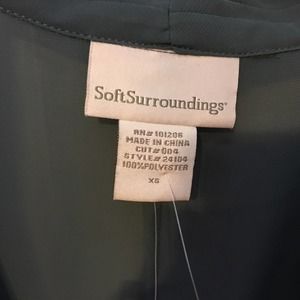 SoftSurroundings®
RN# 101206
MADE IN CHINA
CUT# 004
STYLE# 24104
100% POLYESTER
XS